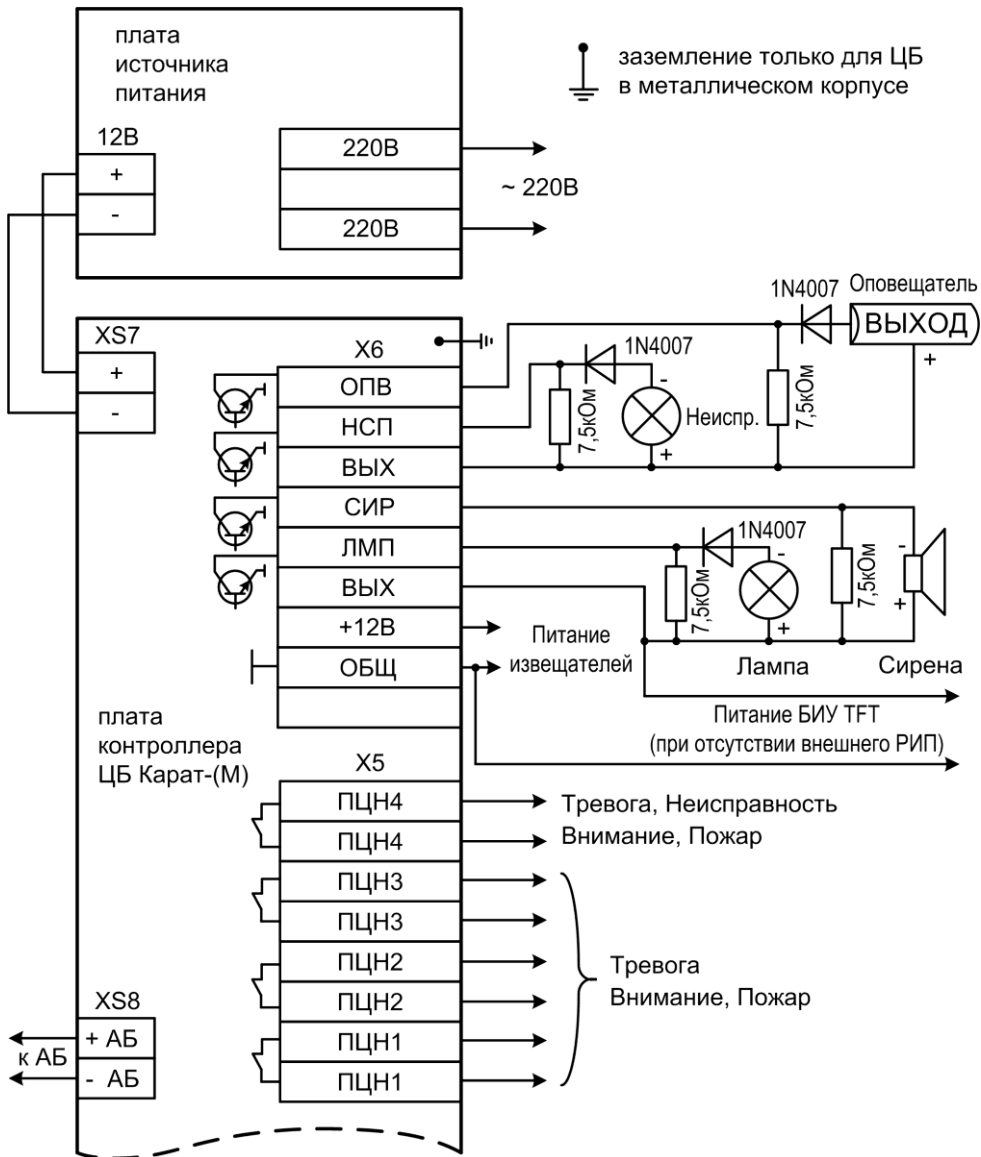 плата
источника
питания
заземление только для ЦБ
в металлическом корпусе
12В
+
-
220В
220В
~ 220В
XS7
+
-
X6
ОПВ
НСП
ВЫХ
СИР
ЛМП
ВЫХ
+12В
ОБЩ
1N4007
Оповещатель
ВЫХОД
+
7,5кОм
1N4007
-
Неиспр.
+
7,5кОм
1N4007
-
7,5кОм
+
Лампа
7,5кОм
-
+
Сирена
Питание
извещателей
Питание БИУ TFT
(при отсутствии внешнего РИП)
плата
контроллера
ЦБ Карат-(М)
X5
ПЦН4
ПЦН4
ПЦН3
ПЦН3
ПЦН2
ПЦН2
ПЦН1
ПЦН1
Тревога, Неисправность
Внимание, Пожар
Тревога
Внимание, Пожар
XS8
+ АБ
- АБ
к АБ